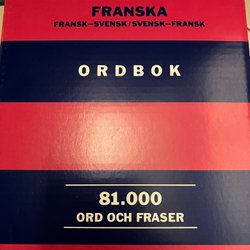 FRANSKA
FRANSK–SVENSK/SVENSK–FRANSK
ORDBOK
81.000
ORD OCH FRASER